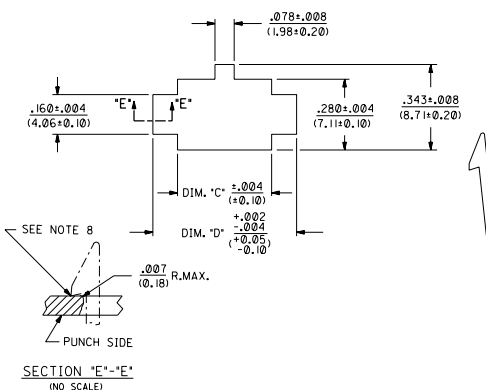 .078±.008
(1.98±0.20)
"E" "E"
.160±.004
(4.06±0.10)
.280±.004
(7.11±0.10)
.343±.008
(8.71±0.20)
DIM. "C" ±.004
(±0.10)
DIM. "D" +.002
-.004
(+0.05
-0.10
SEE NOTE 8
.007
(0.18) R.MAX.
PUNCH SIDE
SECTION "E"-"E"
(NO SCALE)